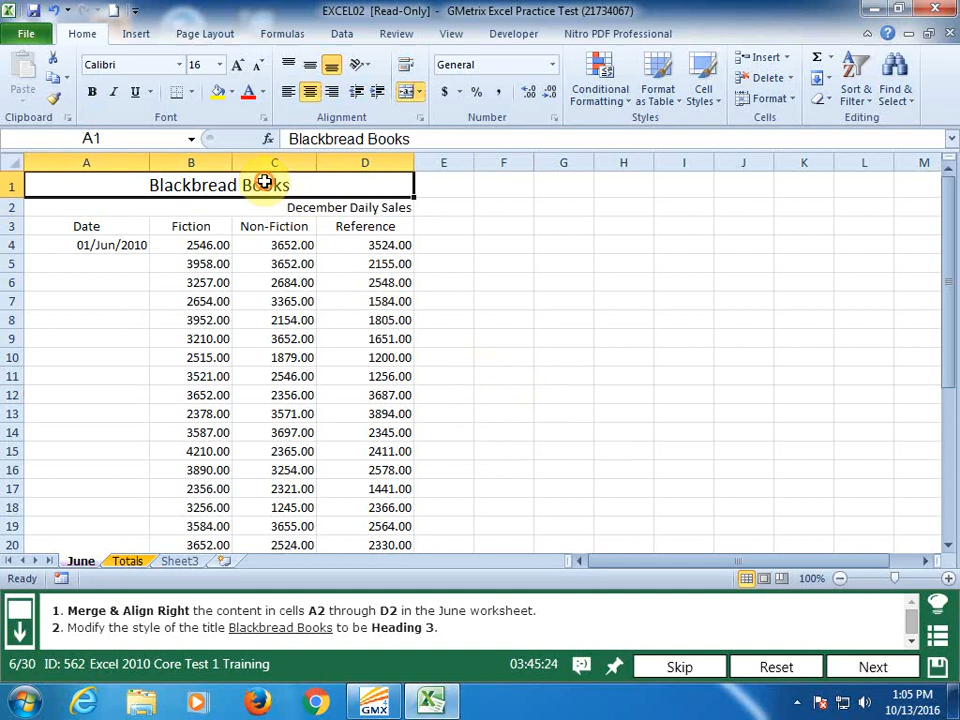 EXCEL02 [Read-Only] - GMetrix Excel Practice Test (21734067)
File Home Insert Page Layout Formulas Data Review View Developer Nitro PDF Professional
Calibri 16 General
Paste B I U A $ % , Conditional Formatting Format as Table Cell Styles Insert Delete Format Σ Sort & Filter Find & Select
Clipboard Font Alignment Number Styles Cells Editing
A1 fx Blackbread Books
A B C D E F G H I J K L M
1 Blackbread Books
2 December Daily Sales
3 Date Fiction Non-Fiction Reference
4 01/Jun/2010 2546.00 3652.00 3524.00
5 3958.00 3652.00 2155.00
6 3257.00 2684.00 2548.00
7 2654.00 3365.00 1584.00
8 3952.00 2154.00 1805.00
9 3210.00 3652.00 1651.00
10 2515.00 1879.00 1200.00
11 3521.00 2546.00 1256.00
12 3652.00 2356.00 3687.00
13 2378.00 3571.00 3894.00
14 3587.00 3697.00 2345.00
15 4210.00 2365.00 2411.00
16 3890.00 3254.00 2578.00
17 2356.00 2321.00 1441.00
18 3256.00 1245.00 2366.00
19 3584.00 3655.00 2564.00
20 3652.00 2524.00 2330.00
June Totals Sheet3
Ready 100%
1. Merge & Align Right the content in cells A2 through D2 in the June worksheet.
2. Modify the style of the title Blackbread Books to be Heading 3.
6/30 ID: 562 Excel 2010 Core Test 1 Training 03:45:24 Skip Reset Next
GMX 1:05 PM
10/13/2016